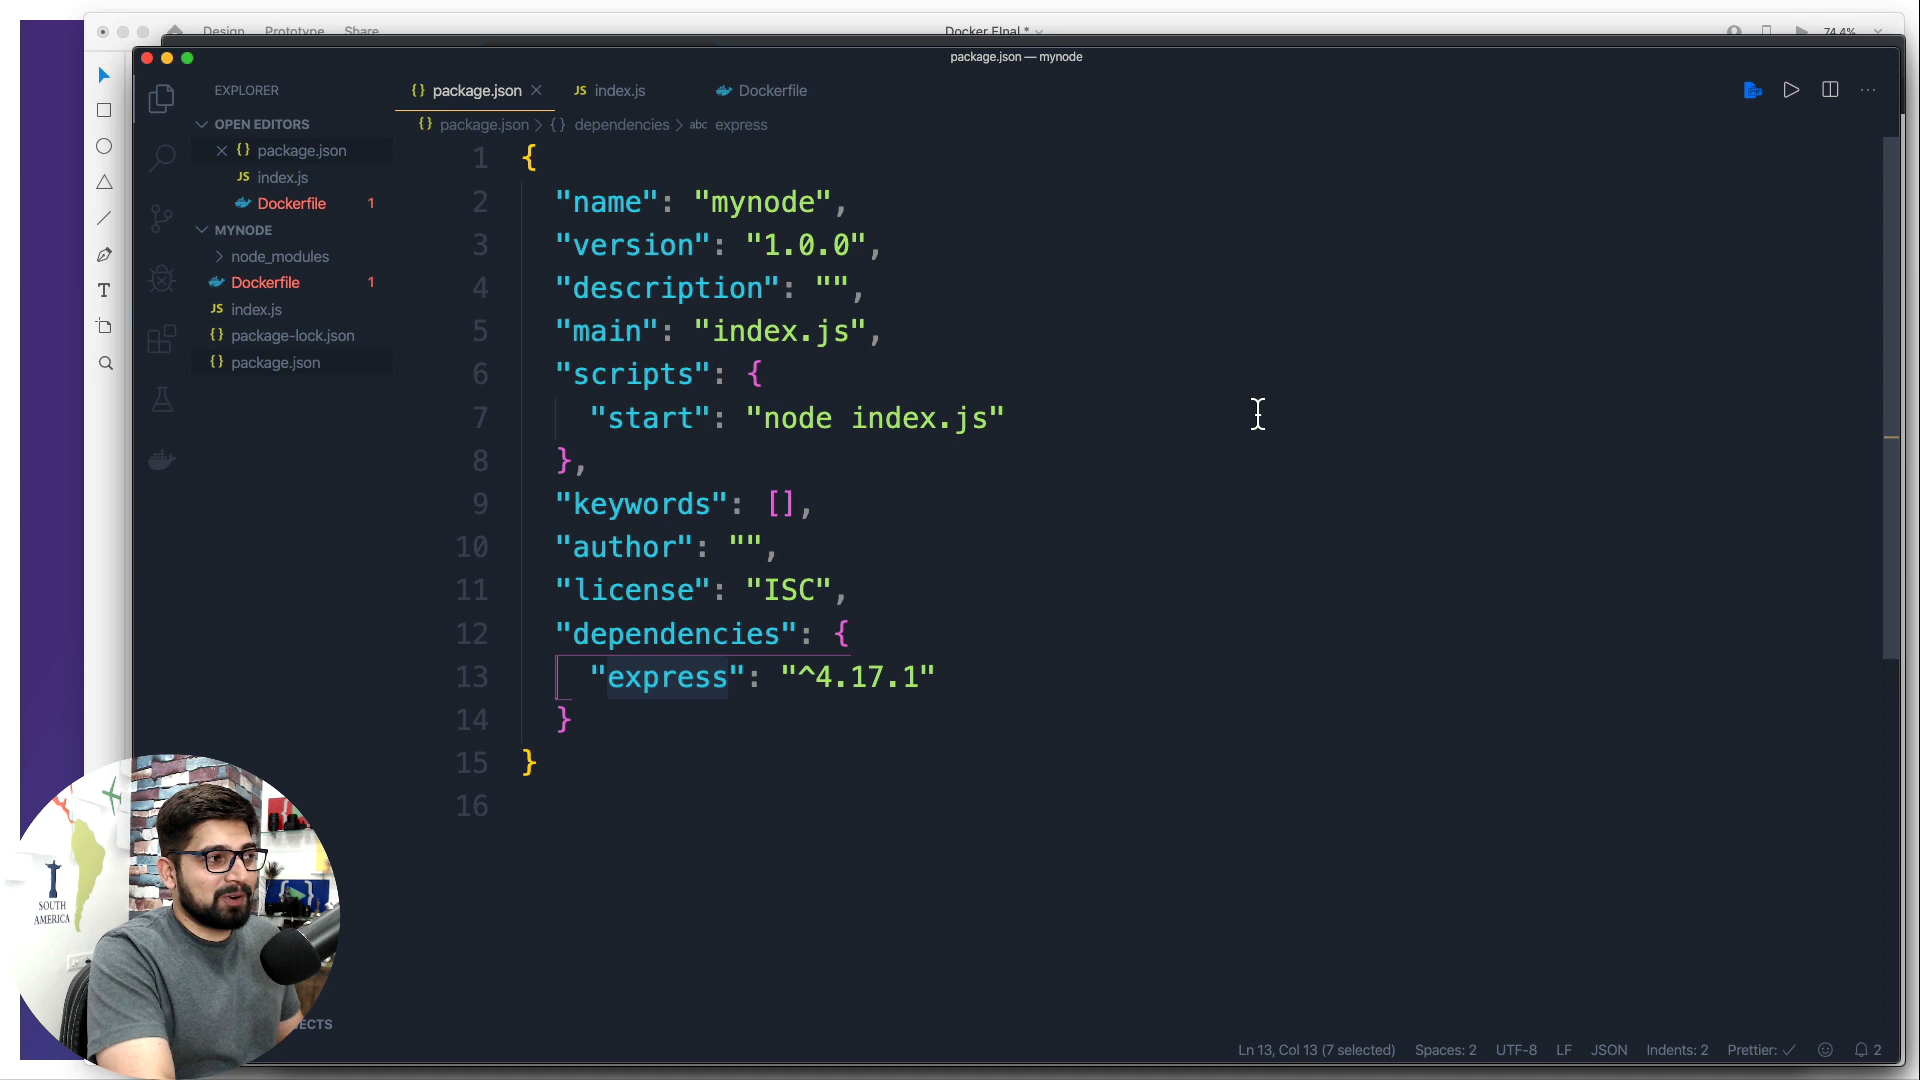 Design Prototype Share
Docker FInal *
74.4%
package.json — mynode
EXPLORER
{} package.json
JS index.js
Dockerfile
OPEN EDITORS
{} package.json
JS index.js
Dockerfile 1
MYNODE
node_modules
Dockerfile 1
JS index.js
{} package-lock.json
{} package.json
{} package.json > {} dependencies > abc express
1 {
2 "name": "mynode",
3 "version": "1.0.0",
4 "description": "",
5 "main": "index.js",
6 "scripts": {
7 "start": "node index.js"
8 },
9 "keywords": [],
10 "author": "",
11 "license": "ISC",
12 "dependencies": {
13 "express": "^4.17.1"
14 }
15 }
16
T
SOUTH
AMERICA
Ln 13, Col 13 (7 selected) Spaces: 2 UTF-8 LF JSON Indents: 2 Prettier: ✓ 2